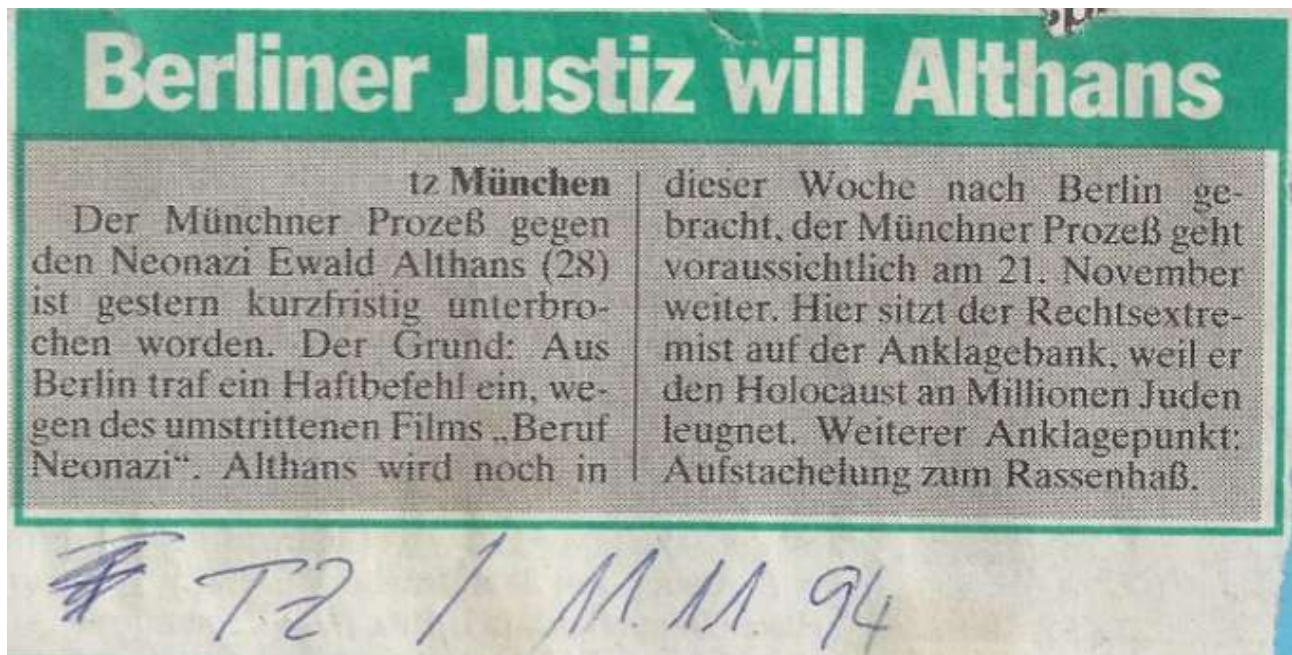 Berliner Justiz will Althans
tz München
Der Münchner Prozeß gegen
den Neonazi Ewald Althans (28)
ist gestern kurzfristig unterbro-
chen worden. Der Grund: Aus
Berlin traf ein Haftbefehl ein, we-
gen des umstrittenen Films „Beruf
Neonazi“. Althans wird noch in
dieser Woche nach Berlin ge-
bracht, der Münchner Prozeß geht
voraussichtlich am 21. November
weiter. Hier sitzt der Rechtsextre-
mist auf der Anklagebank, weil er
den Holocaust an Millionen Juden
leugnet. Weiterer Anklagepunkt:
Aufstachelung zum Rassenhaß.
TZ / 11.11.94